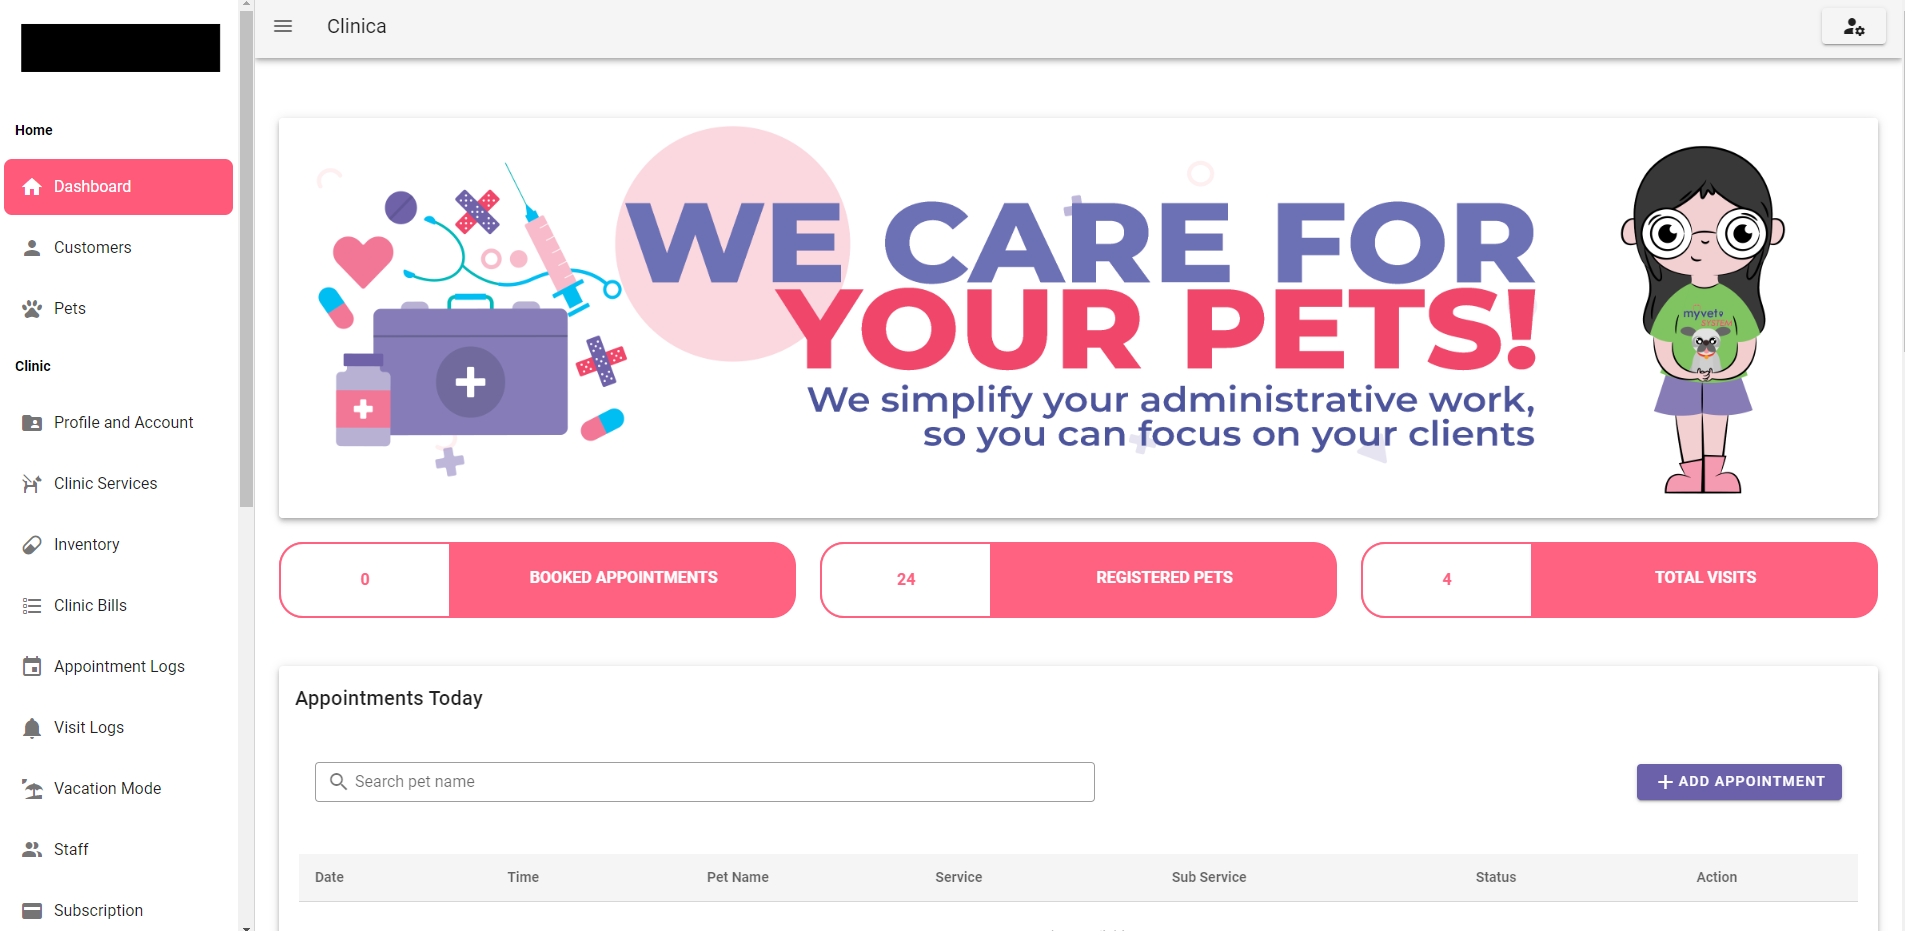 Clinica
Home
Dashboard
Customers
Pets
Clinic
Profile and Account
Clinic Services
Inventory
Clinic Bills
Appointment Logs
Visit Logs
Vacation Mode
Staff
Subscription
WE CARE FOR
YOUR PETS!
We simplify your administrative work,
so you can focus on your clients
myvet
SYSTEM
0 BOOKED APPOINTMENTS
24 REGISTERED PETS
4 TOTAL VISITS
Appointments Today
Search pet name
ADD APPOINTMENT
Date Time Pet Name Service Sub Service Status Action